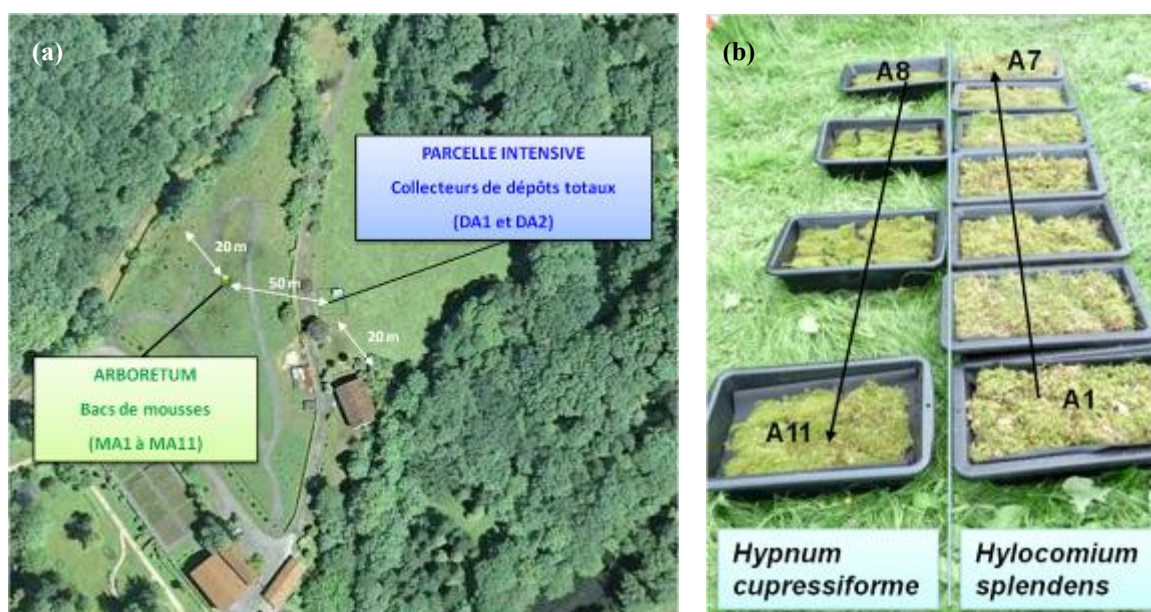 (a)
PARCELLE INTENSIVE
Collecteurs de dépôts totaux
(DA1 et DA2)
20 m
50 m
20 m
ARBORETUM
Bacs de mousses
(MA1 à MA11)
(b)
A8
A7
A11
A1
Hypnum
cupressiforme
Hylocomium
splendens